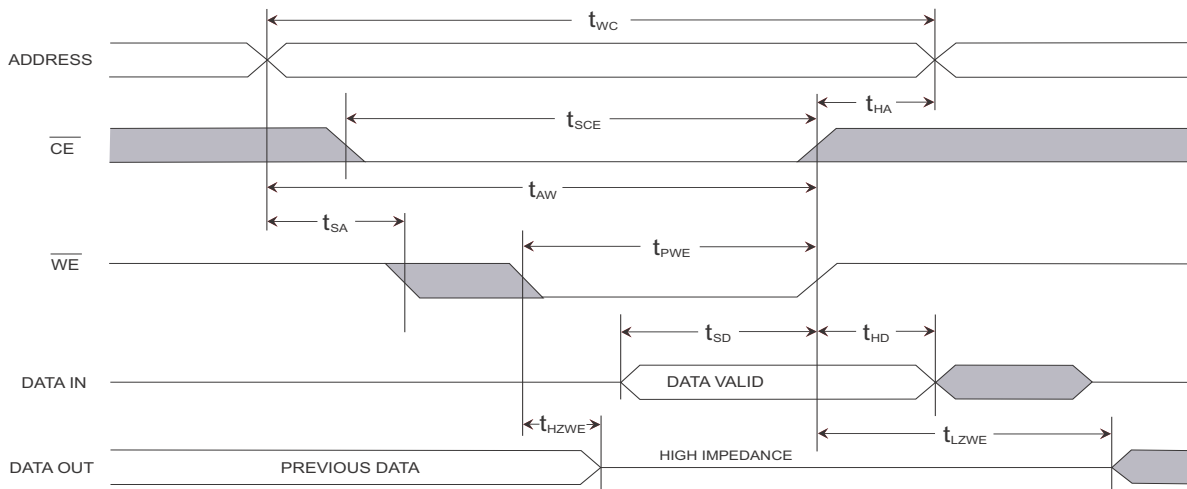 tWC
ADDRESS
tHA
tSCE
CE
tAW
tSA
tPWE
WE
tSD
tHD
DATA IN
DATA VALID
tHZWE
tLZWE
HIGH IMPEDANCE
DATA OUT
PREVIOUS DATA